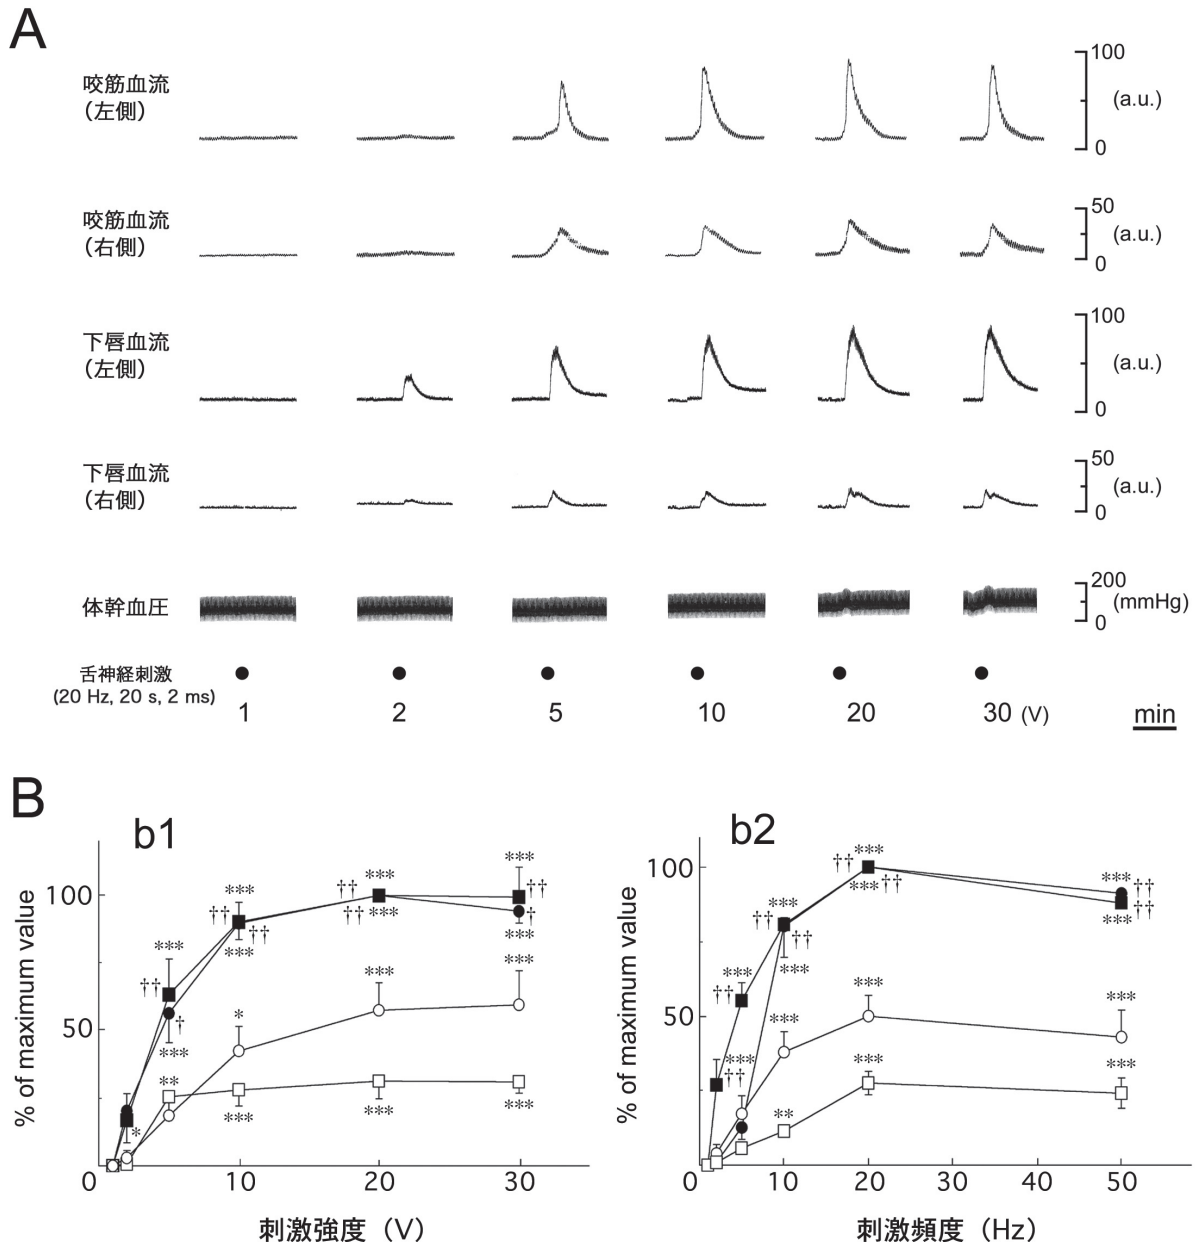 A
咬筋血流
（左側）
100
(a.u.)
0
咬筋血流
（右側）
50
(a.u.)
0
下唇血流
（左側）
100
(a.u.)
0
下唇血流
（右側）
50
(a.u.)
0
体幹血圧
200
(mmHg)
0
舌神経刺激
(20 Hz, 20 s, 2 ms)
1 2 5 10 20 30 (V)
min
B
b1
% of maximum value
100
50
0 10 20 30
*** *** *** ***
†† †† †† ††
†† †† *** †
*** *** ***
† *** * *** ***
** *
*** *** ***
刺激強度（V）
b2
% of maximum value
100
50
0 10 20 30 40 50
*** *** *** ***
†† †† †† ††
†† *** †† ††
*** †† *** ***
*** *** ***
** *** ***
刺激頻度（Hz）